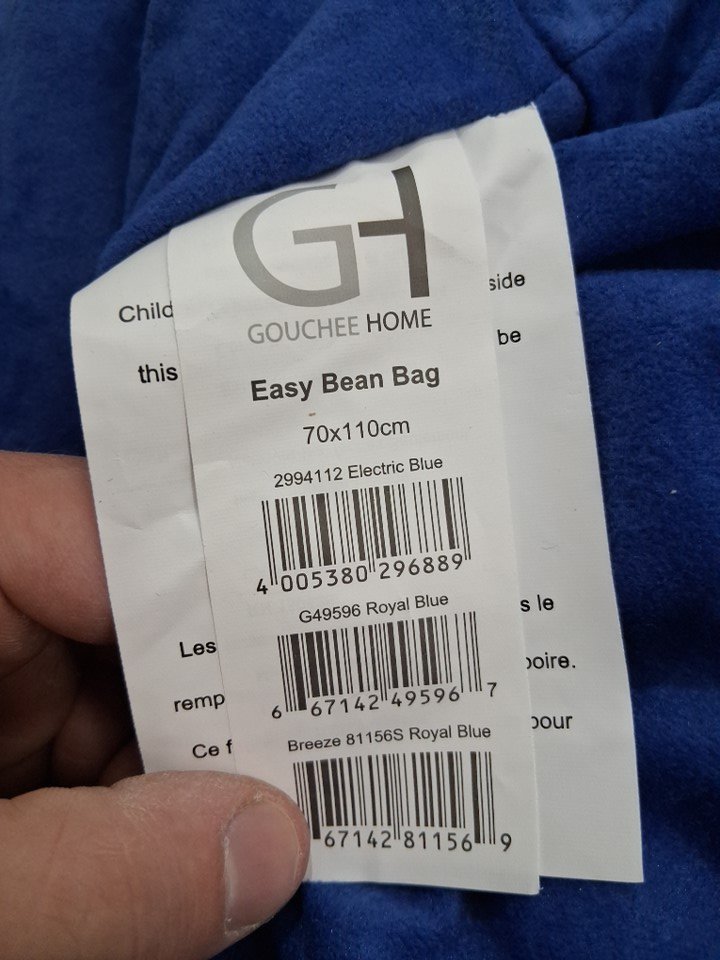 GH
GOUCHEE HOME
Easy Bean Bag
70x110cm
2994112 Electric Blue
4 005380 296889
G49596 Royal Blue
6 67142 49596 7
Breeze 81156S Royal Blue
67142 81156 9
Child
side
this
be
Les
s le
remp
poire.
Ce f
pour